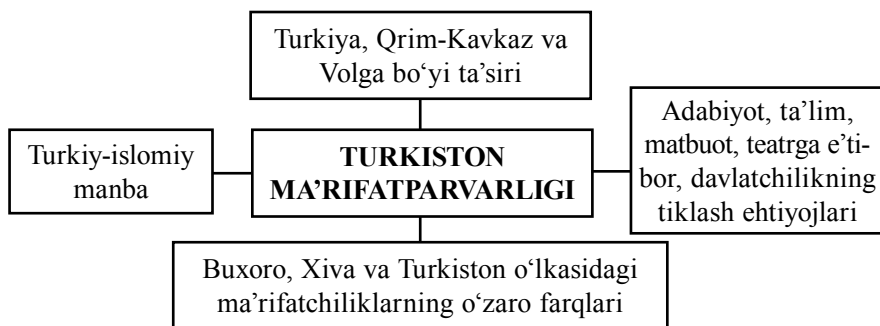 Turkiya, Qrim-Kavkaz va
Volga bo‘yi ta’siri
Turkiy-islomiy
manba
TURKISTON
MA’RIFATPARVARLIGI
Adabiyot, ta’lim,
matbuot, teatrga e’ti-
bor, davlatchilikning
tiklash ehtiyojlari
Buxoro, Xiva va Turkiston o‘lkasidagi
ma’rifatchiliklarning o‘zaro farqlari